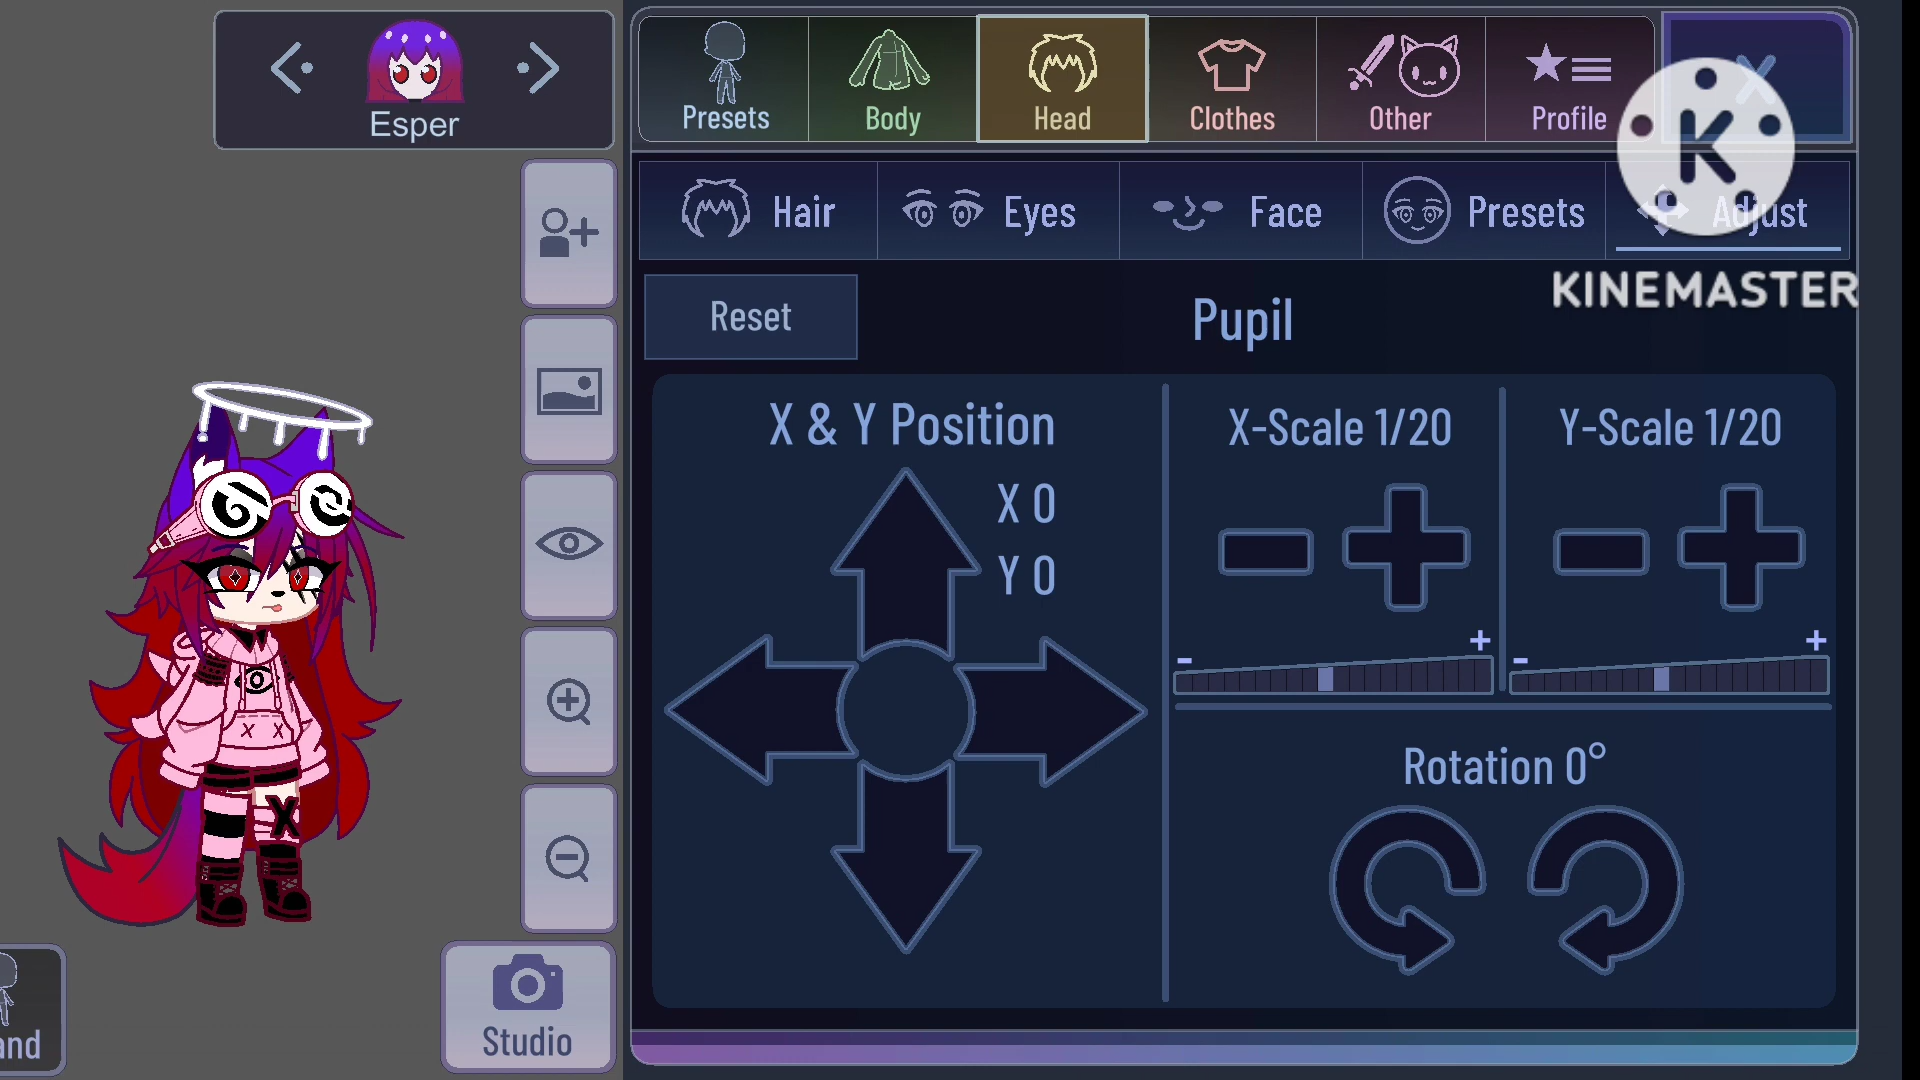 Esper
Presets
Body
Head
Clothes
Other
Profile
X
K
Hair
Eyes
Face
Presets
Adjust
KINEMASTER
Reset
Pupil
X & Y Position
X 0
Y 0
X-Scale 1/20
Y-Scale 1/20
- +
- +
Rotation 0°
Studio
and